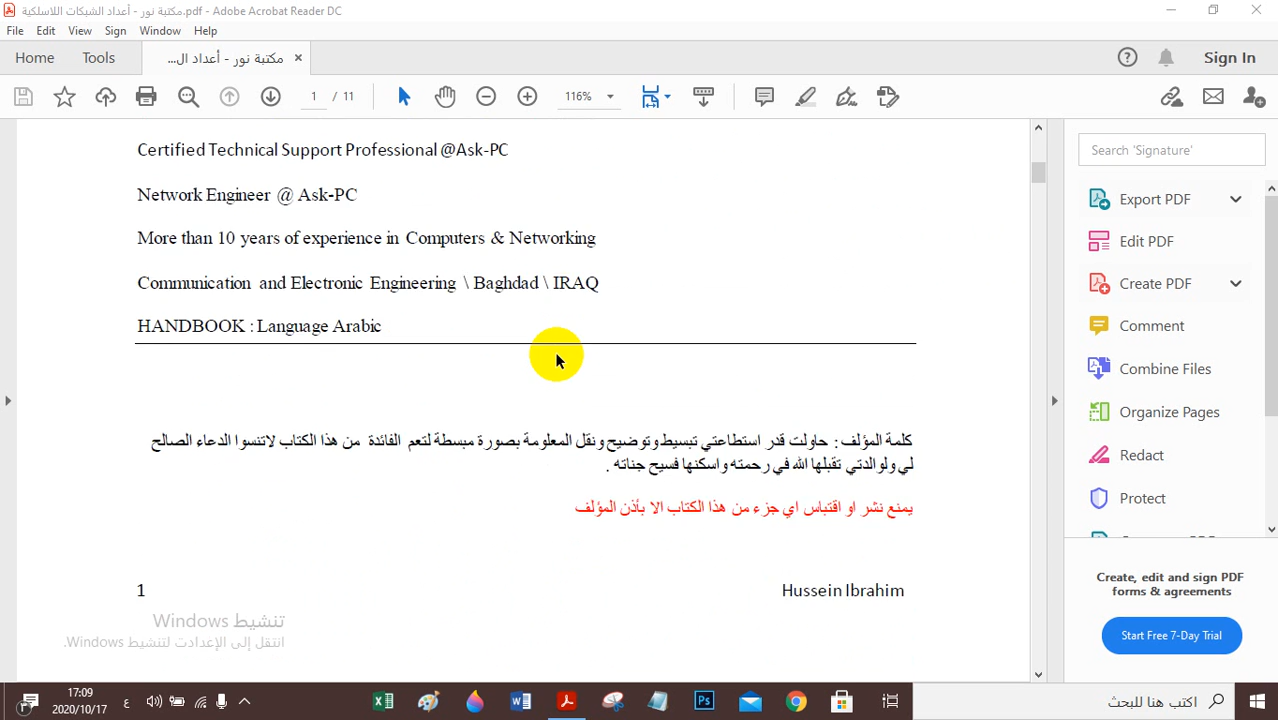 مكتبة نور - أعداد الشبكات اللاسلكية.pdf - Adobe Acrobat Reader DC
File Edit View Sign Window Help
Home Tools مكتبة نور - أعداد ال... × Sign In
1 / 11 116%
Certified Technical Support Professional @Ask-PC
Network Engineer @ Ask-PC
More than 10 years of experience in Computers & Networking
Communication and Electronic Engineering \ Baghdad \ IRAQ
HANDBOOK : Language Arabic
كلمة المؤلف : حاولت قدر استطاعتي تبسيط وتوضيح ونقل المعلومة بصورة مبسطة لتعم الفائدة من هذا الكتاب لاتنسوا الدعاء الصالح
لي ولوالدتي تقبلها الله في رحمته واسكنها فسيح جناته .
يمنع نشر او اقتباس اي جزء من هذا الكتاب الا بأذن المؤلف
1 Hussein Ibrahim
تنشيط Windows
انتقل إلى الإعدادت لتنشيط Windows.
Search 'Signature'
Export PDF
Edit PDF
Create PDF
Comment
Combine Files
Organize Pages
Redact
Protect
Create, edit and sign PDF
forms & agreements
Start Free 7-Day Trial
17:09
2020/10/17
ع
اكتب هنا للبحث